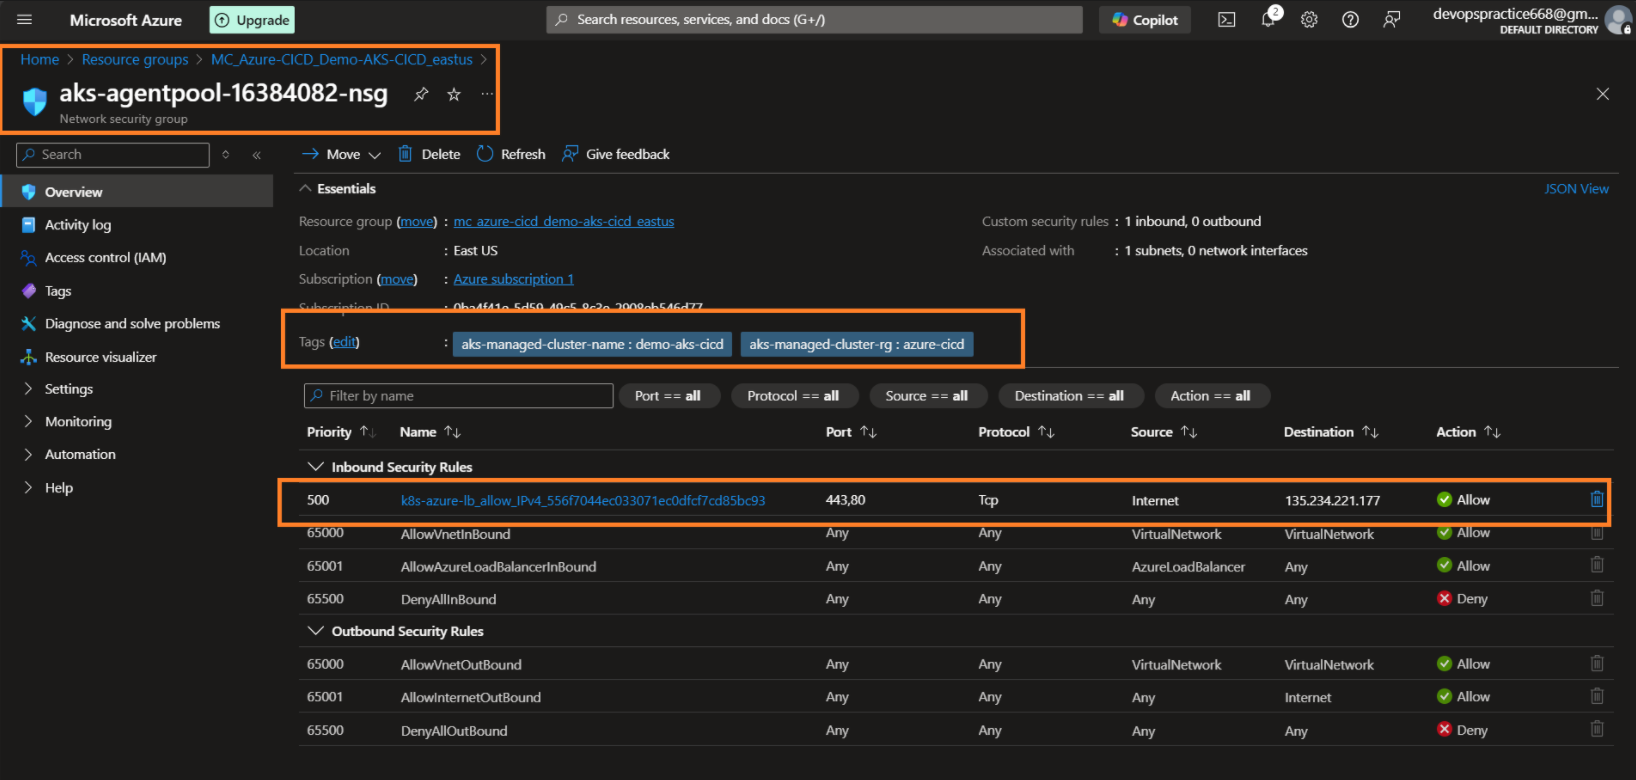 Microsoft Azure
Upgrade
Search resources, services, and docs (G+/)
Copilot
2
devopspractice668@gm...
DEFAULT DIRECTORY
Home > Resource groups > MC_Azure-CICD_Demo-AKS-CICD_eastus >
aks-agentpool-16384082-nsg
Network security group
Search
Move
Delete
Refresh
Give feedback
Overview
Activity log
Access control (IAM)
Tags
Diagnose and solve problems
Resource visualizer
Settings
Monitoring
Automation
Help
Essentials
JSON View
Resource group (move) : mc_azure-cicd_demo-aks-cicd_eastus
Location : East US
Subscription (move) : Azure subscription 1
Subscription ID
Tags (edit) : aks-managed-cluster-name : demo-aks-cicd aks-managed-cluster-rg : azure-cicd
Custom security rules : 1 inbound, 0 outbound
Associated with : 1 subnets, 0 network interfaces
Filter by name
Port == all
Protocol == all
Source == all
Destination == all
Action == all
Priority Name Port Protocol Source Destination Action
Inbound Security Rules
500 k8s-azure-lb_allow_IPv4_556f7044ec033071ec0dfcf7cd85bc93 443,80 Tcp Internet 135.234.221.177 Allow
65000 AllowVnetInBound Any Any VirtualNetwork VirtualNetwork Allow
65001 AllowAzureLoadBalancerInBound Any Any AzureLoadBalancer Any Allow
65500 DenyAllInBound Any Any Any Any Deny
Outbound Security Rules
65000 AllowVnetOutBound Any Any VirtualNetwork VirtualNetwork Allow
65001 AllowInternetOutBound Any Any Any Internet Allow
65500 DenyAllOutBound Any Any Any Any Deny